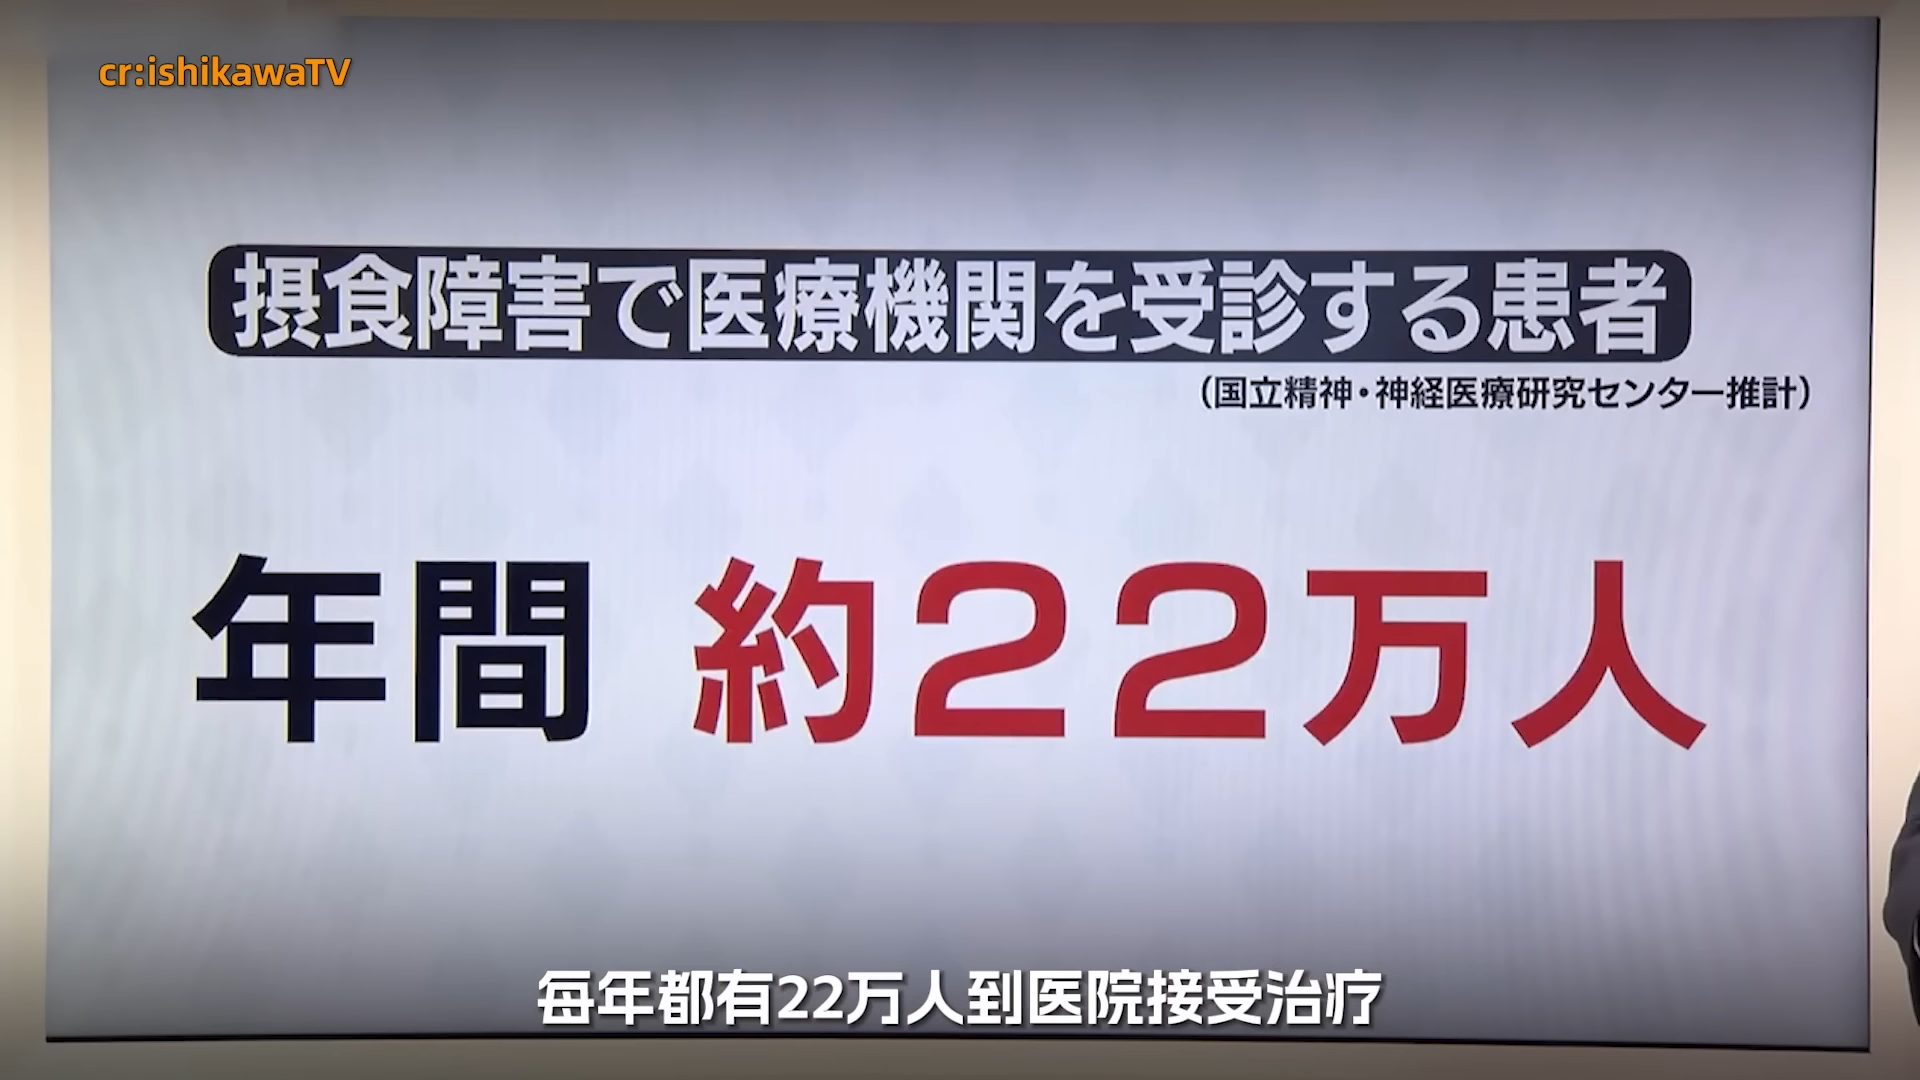 cr:ishikawaTV
摂食障害で医療機関を受診する患者
（国立精神・神経医療研究センター推計）
年間 約22万人
每年都有22万人到医院接受治疗